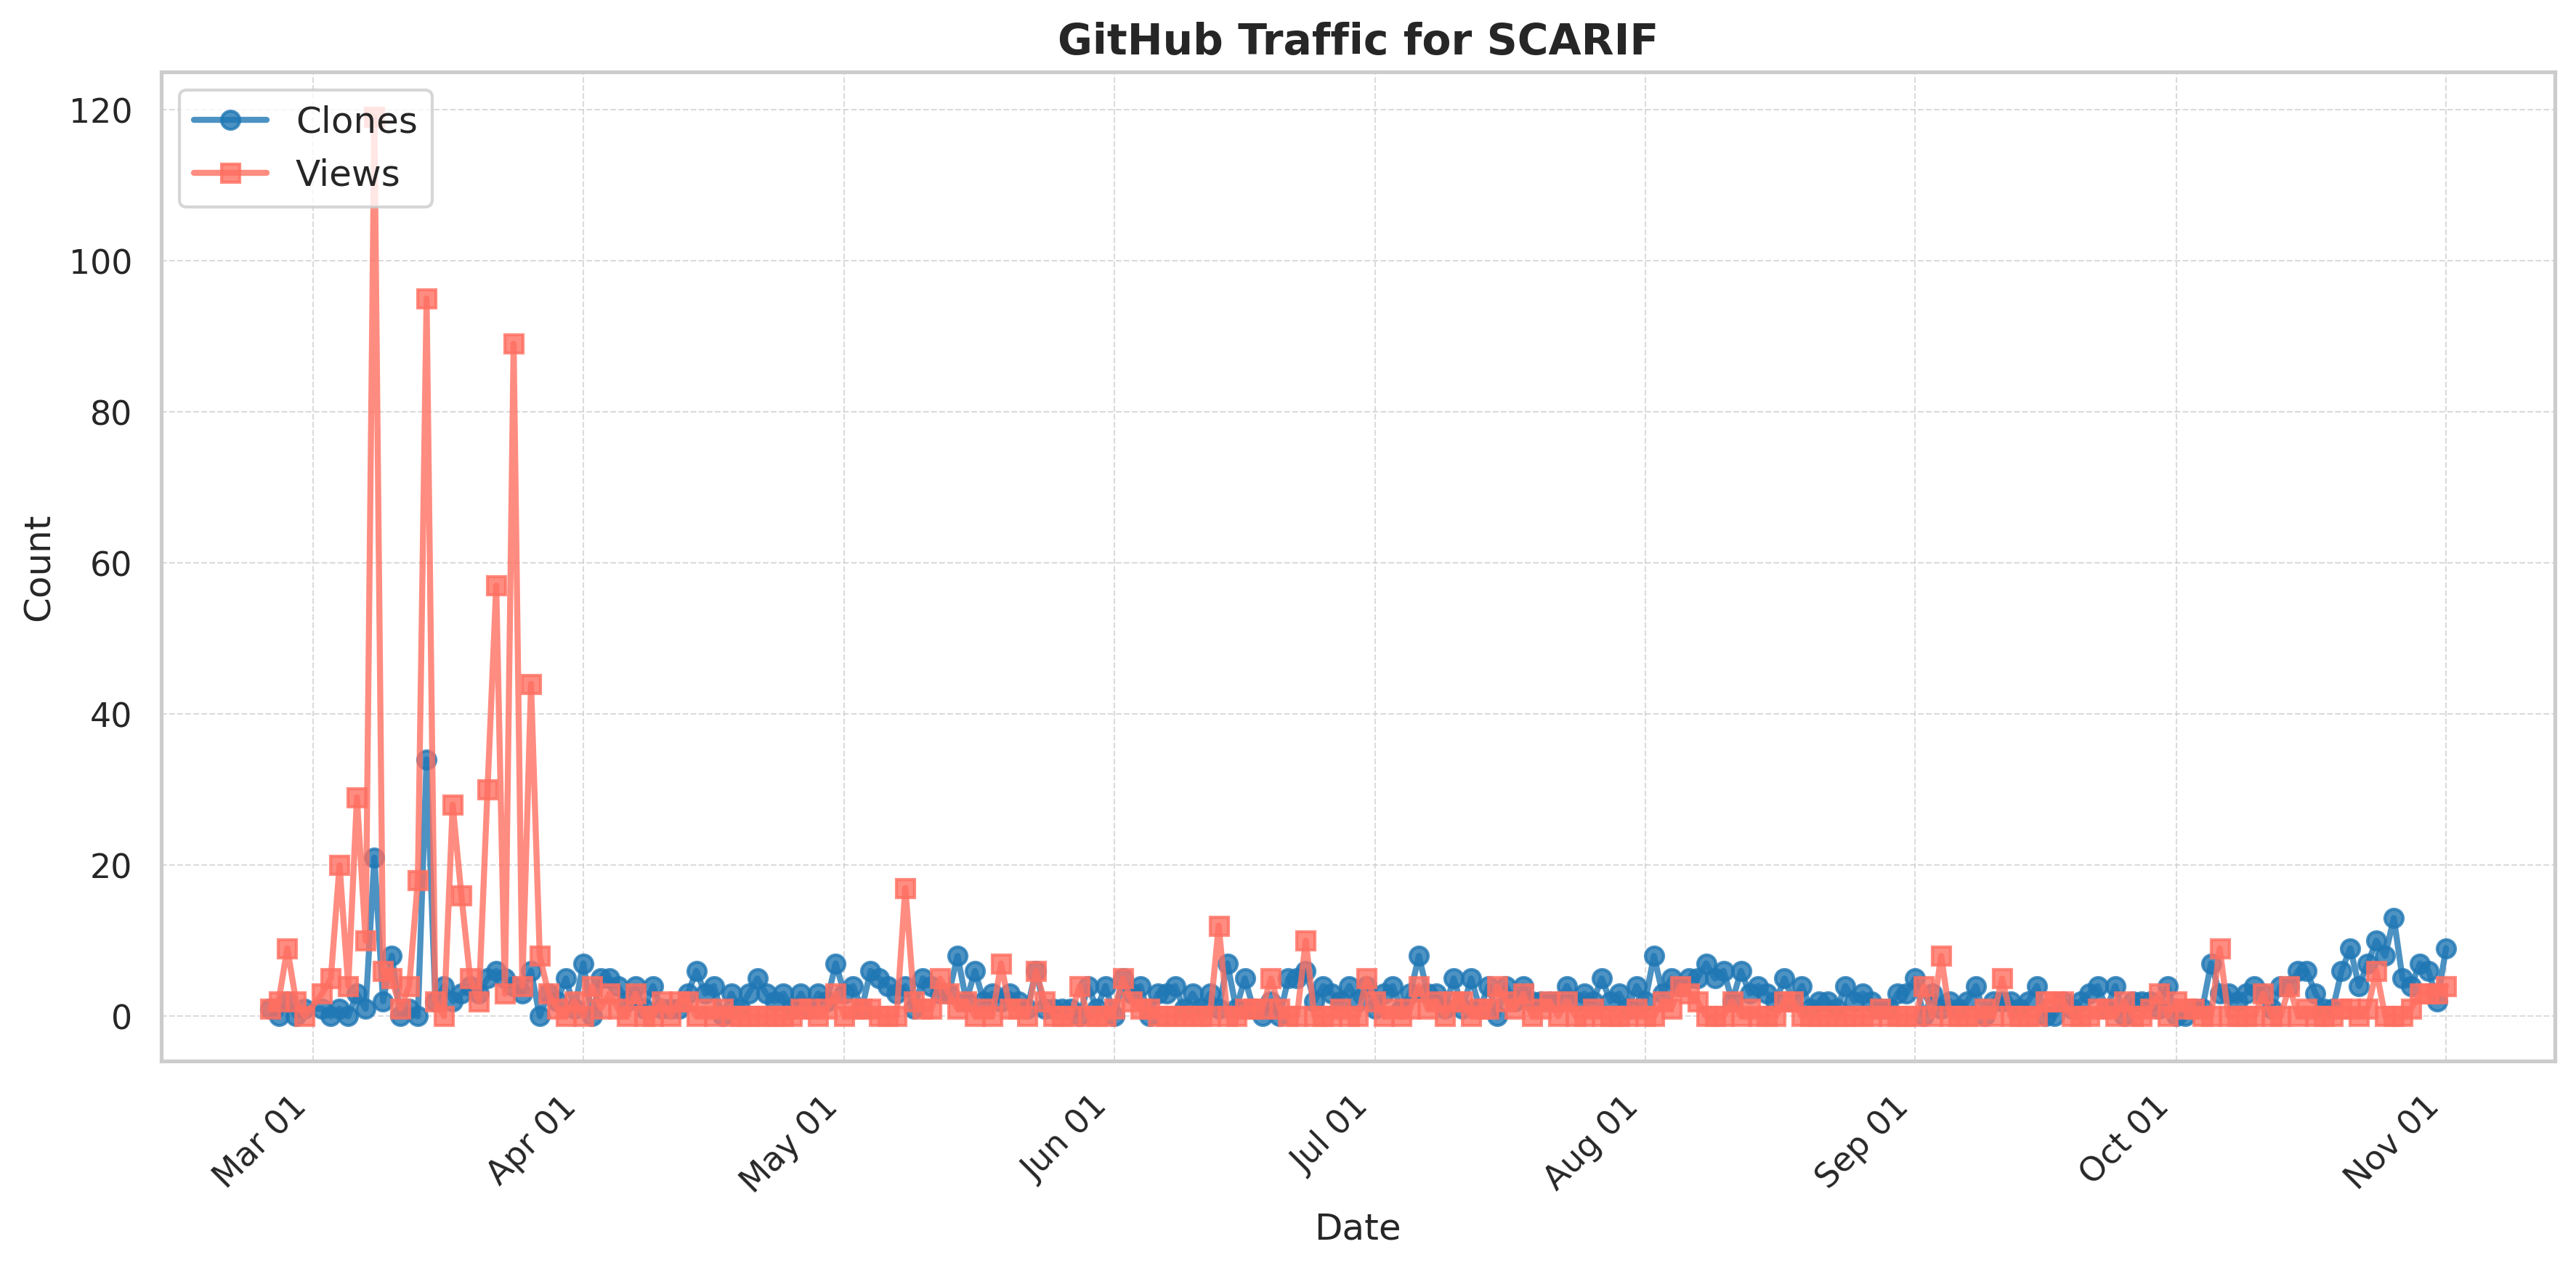 GitHub Traffic for SCARIF
Clones
Views
120
100
80
60
40
20
0
Count
Mar 01
Apr 01
May 01
Jun 01
Jul 01
Aug 01
Sep 01
Oct 01
Nov 01
Date